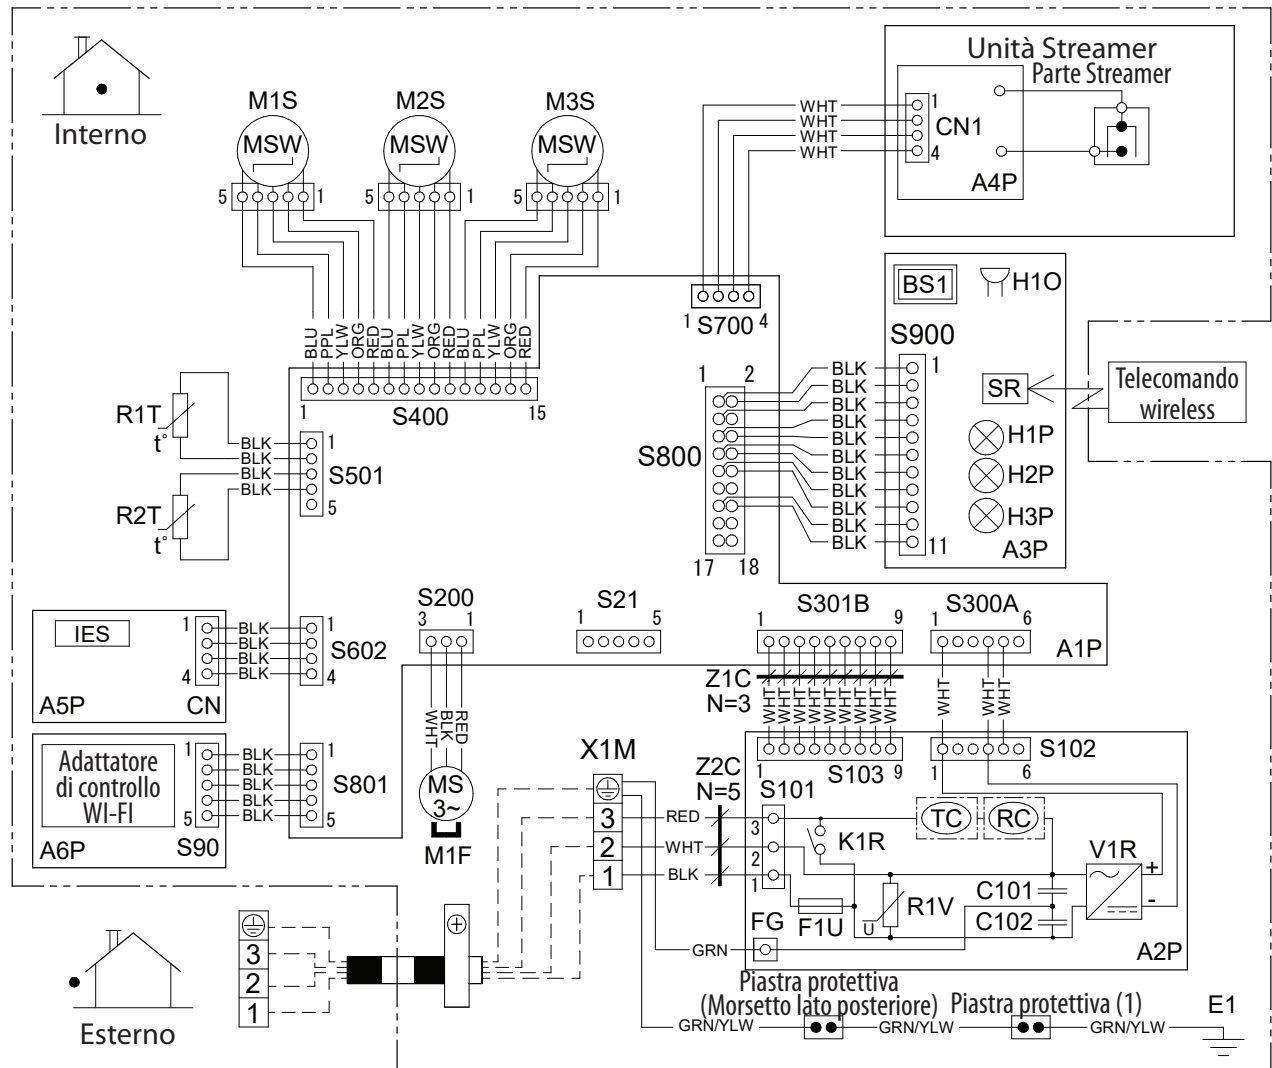 Interno
M1S
M2S
M3S
MSW
MSW
MSW
5
1
5
1
5
1
BLU
PPL
YLW
ORG
RED
BLU
PPL
YLW
ORG
RED
BLU
PPL
YLW
ORG
RED
1
S400
15
Unità Streamer
Parte Streamer
WHT
WHT
WHT
WHT
1
CN1
4
A4P
1
S700
4
BS1
H1O
S900
1
SR
H1P
H2P
H3P
11
A3P
Telecomando
wireless
1
2
S800
17
18
BLK
BLK
BLK
BLK
BLK
BLK
BLK
BLK
BLK
BLK
BLK
R1T
t°
R2T
t°
BLK
BLK
BLK
BLK
1
S501
5
IES
1
4
A5P
CN
BLK
BLK
BLK
BLK
1
S602
4
Adattatore
di controllo
WI-FI
1
5
A6P
S90
BLK
BLK
BLK
BLK
BLK
1
S801
5
S200
3
1
WHT
BLK
RED
MS
3~
M1F
S21
1
5
S301B
1
9
S300A
1
6
A1P
Z1C
N=3
WHT
WHT
WHT
WHT
WHT
WHT
WHT
WHT
WHT
WHT
WHT
WHT
1
S103
9
1
6
S102
X1M
3
2
1
Z2C
N=5
RED
WHT
BLK
S101
3
2
1
K1R
TC
RC
V1R
+
-
C101
C102
R1V
U
F1U
FG
GRN
A2P
Piastra protettiva
(Morsetto lato posteriore)
Piastra protettiva (1)
E1
GRN/YLW
GRN/YLW
GRN/YLW
Esterno
3
2
1